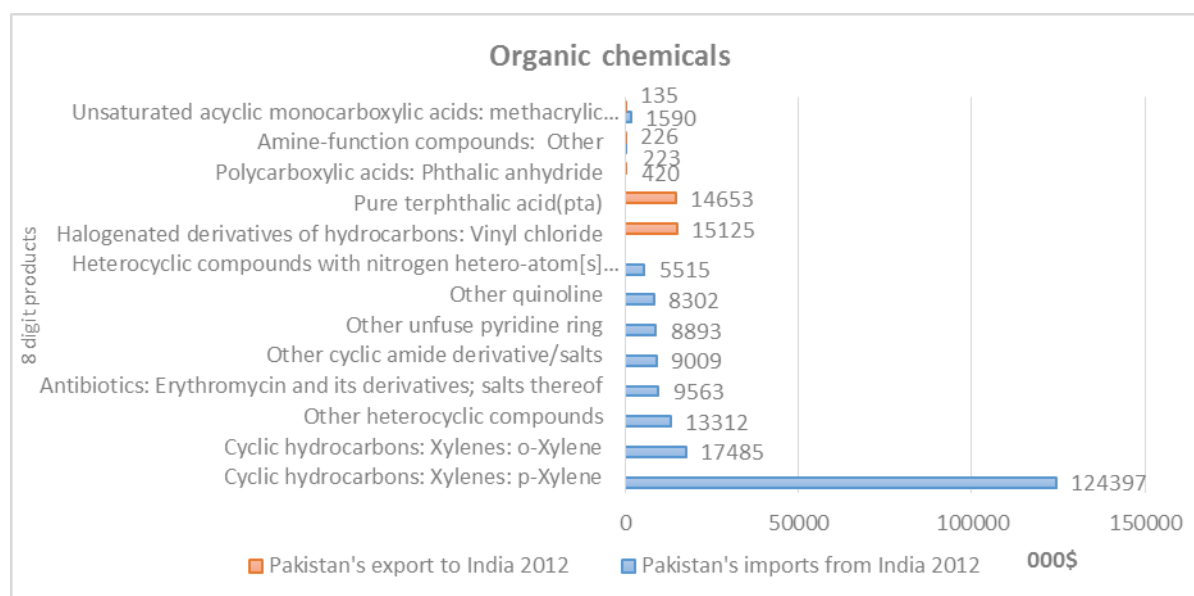 Organic chemicals
135
Unsaturated acyclic monocarboxylic acids: methacrylic... 1590
Amine-function compounds:  Other 226
223
Polycarboxylic acids: Phthalic anhydride 420
Pure terphthalic acid(pta) 14653
Halogenated derivatives of hydrocarbons: Vinyl chloride 15125
Heterocyclic compounds with nitrogen hetero-atom[s]... 5515
Other quinoline 8302
Other unfuse pyridine ring 8893
Other cyclic amide derivative/salts 9009
Antibiotics: Erythromycin and its derivatives; salts thereof 9563
Other heterocyclic compounds 13312
Cyclic hydrocarbons: Xylenes: o-Xylene 17485
Cyclic hydrocarbons: Xylenes: p-Xylene 124397
8 digit products
0 50000 100000 150000
000$
Pakistan's export to India 2012 Pakistan's imports from India 2012